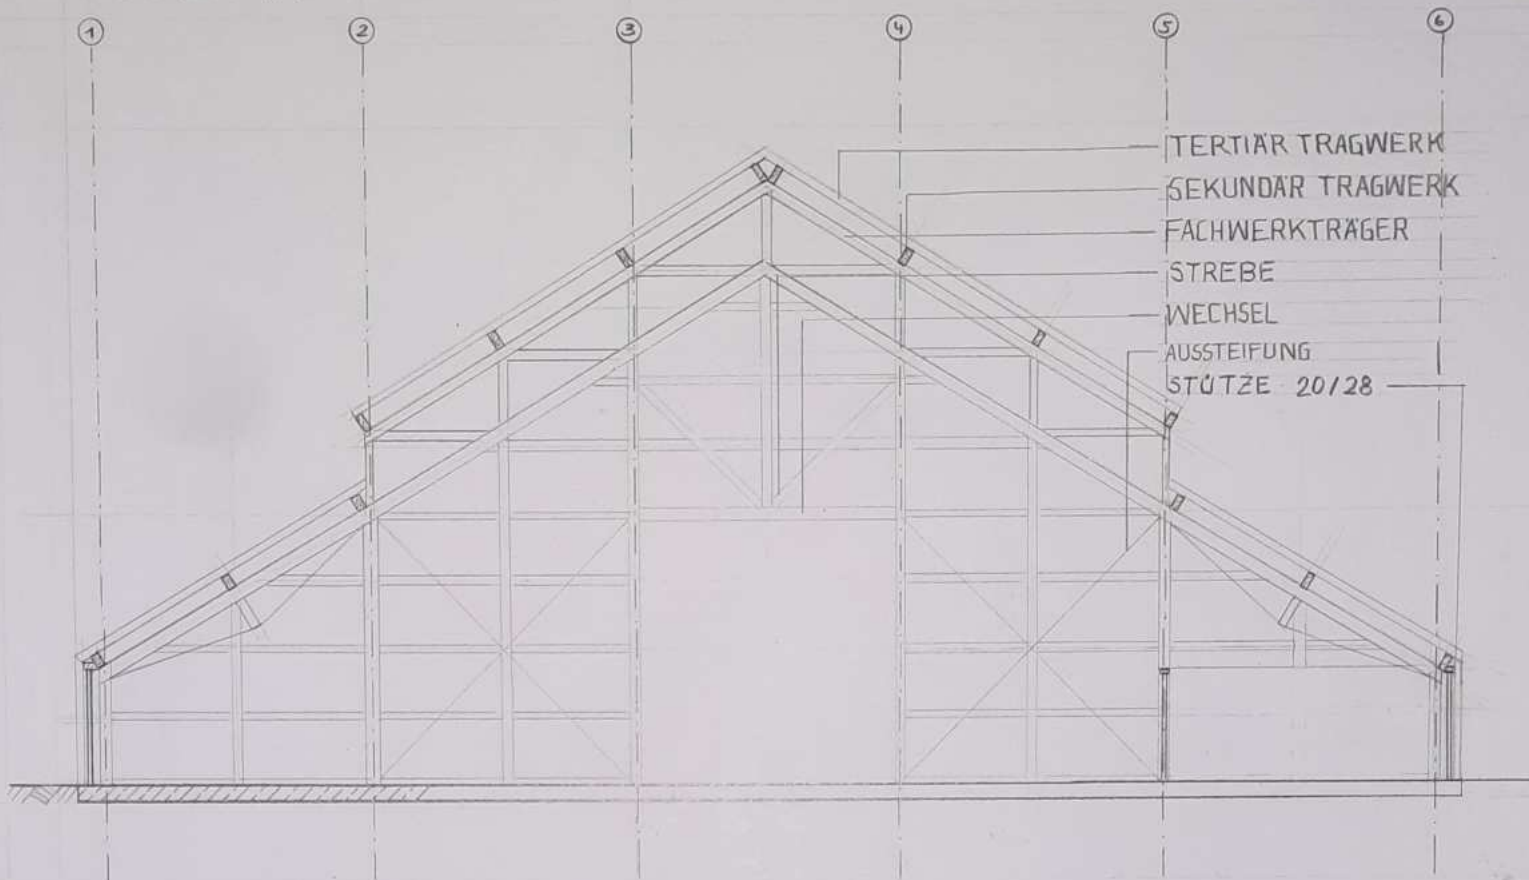 1 2 3 4 5 6
TERTIÄR TRAGWERK
SEKUNDÄR TRAGWERK
FACHWERKTRÄGER
STREBE
WECHSEL
AUSSTEIFUNG
STÜTZE 20/28